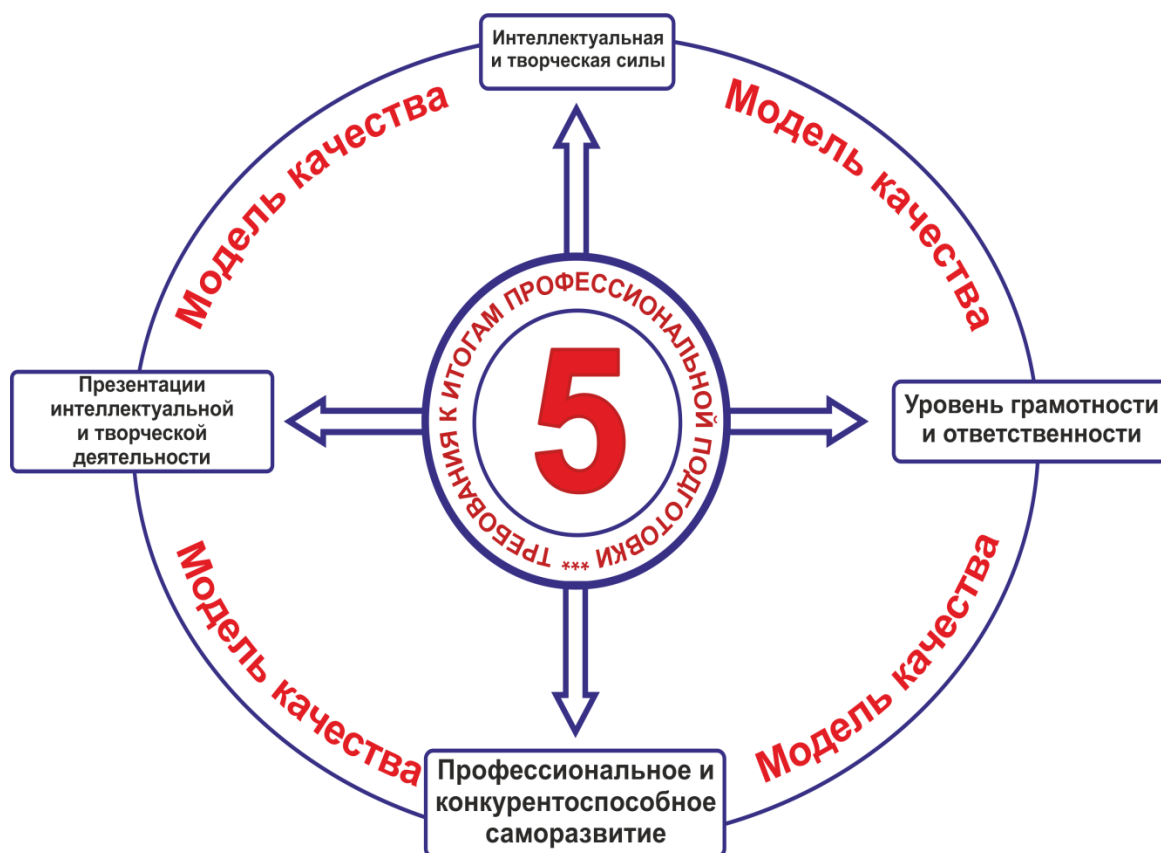 Интеллектуальная
и творческая силы
Модель качества
Модель качества
ТРЕБОВАНИЯ К ИТОГАМ ПРОФЕССИОНАЛЬНОЙ ПОДГОТОВКИ ***
5
Презентации
интеллектуальной
и творческой
деятельности
Уровень грамотности
и ответственности
Модель качества
Модель качества
Профессиональное и
конкурентоспособное
саморазвитие